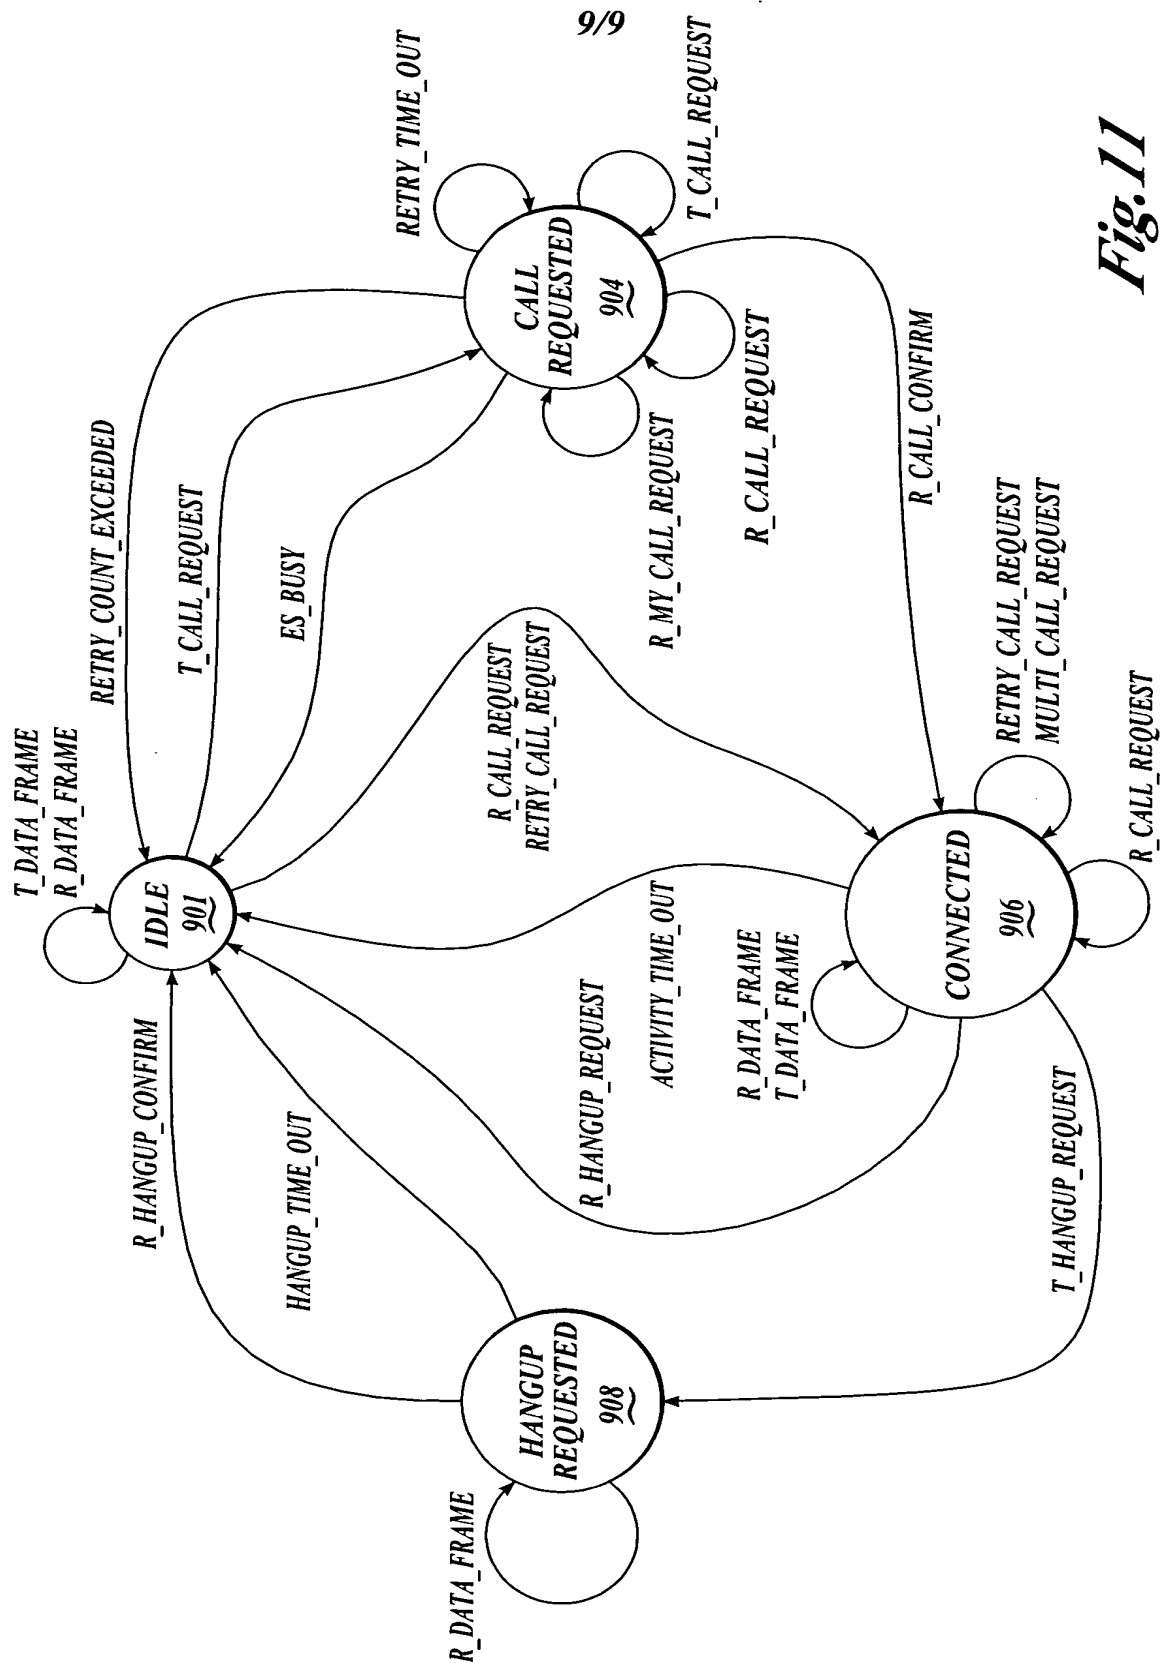 9/9
T_DATA_FRAME
R_DATA_FRAME
R_HANGUP_CONFIRM
IDLE
901
RETRY_COUNT_EXCEEDED
T_CALL_REQUEST
HANGUP_TIME_OUT
ES_BUSY
RETRY_TIME_OUT
R_DATA_FRAME
HANGUP
REQUESTED
908
R_CALL_REQUEST
RETRY_CALL_REQUEST
CALL
REQUESTED
904
R_HANGUP_REQUEST
ACTIVITY_TIME_OUT
R_MY_CALL_REQUEST
T_CALL_REQUEST
R_DATA_FRAME
T_DATA_FRAME
R_CALL_REQUEST
R_CALL_CONFIRM
CONNECTED
906
RETRY_CALL_REQUEST
MULTI_CALL_REQUEST
T_HANGUP_REQUEST
R_CALL_REQUEST
Fig.11